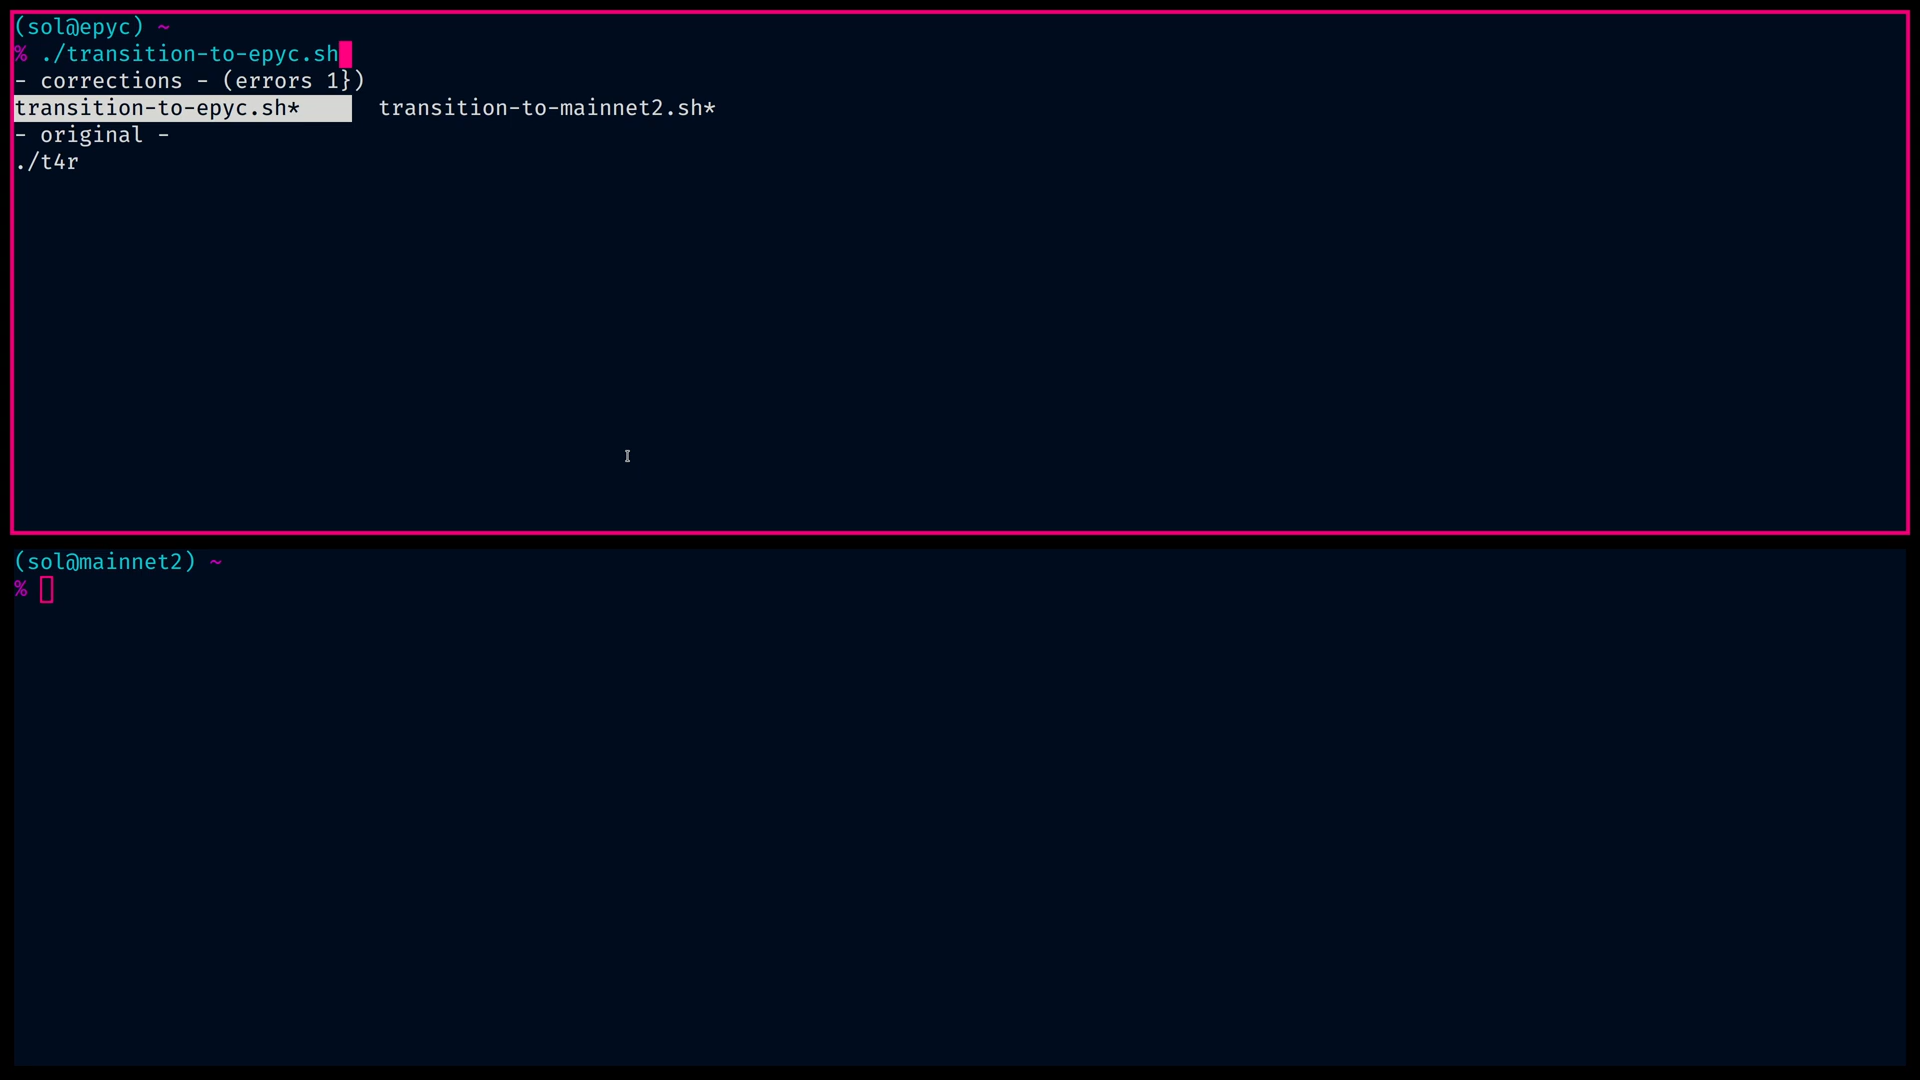 (sol@epyc) ~
% ./transition-to-epyc.sh
- corrections - (errors 1})
transition-to-epyc.sh* transition-to-mainnet2.sh*
- original -
./t4r
(sol@mainnet2) ~
%